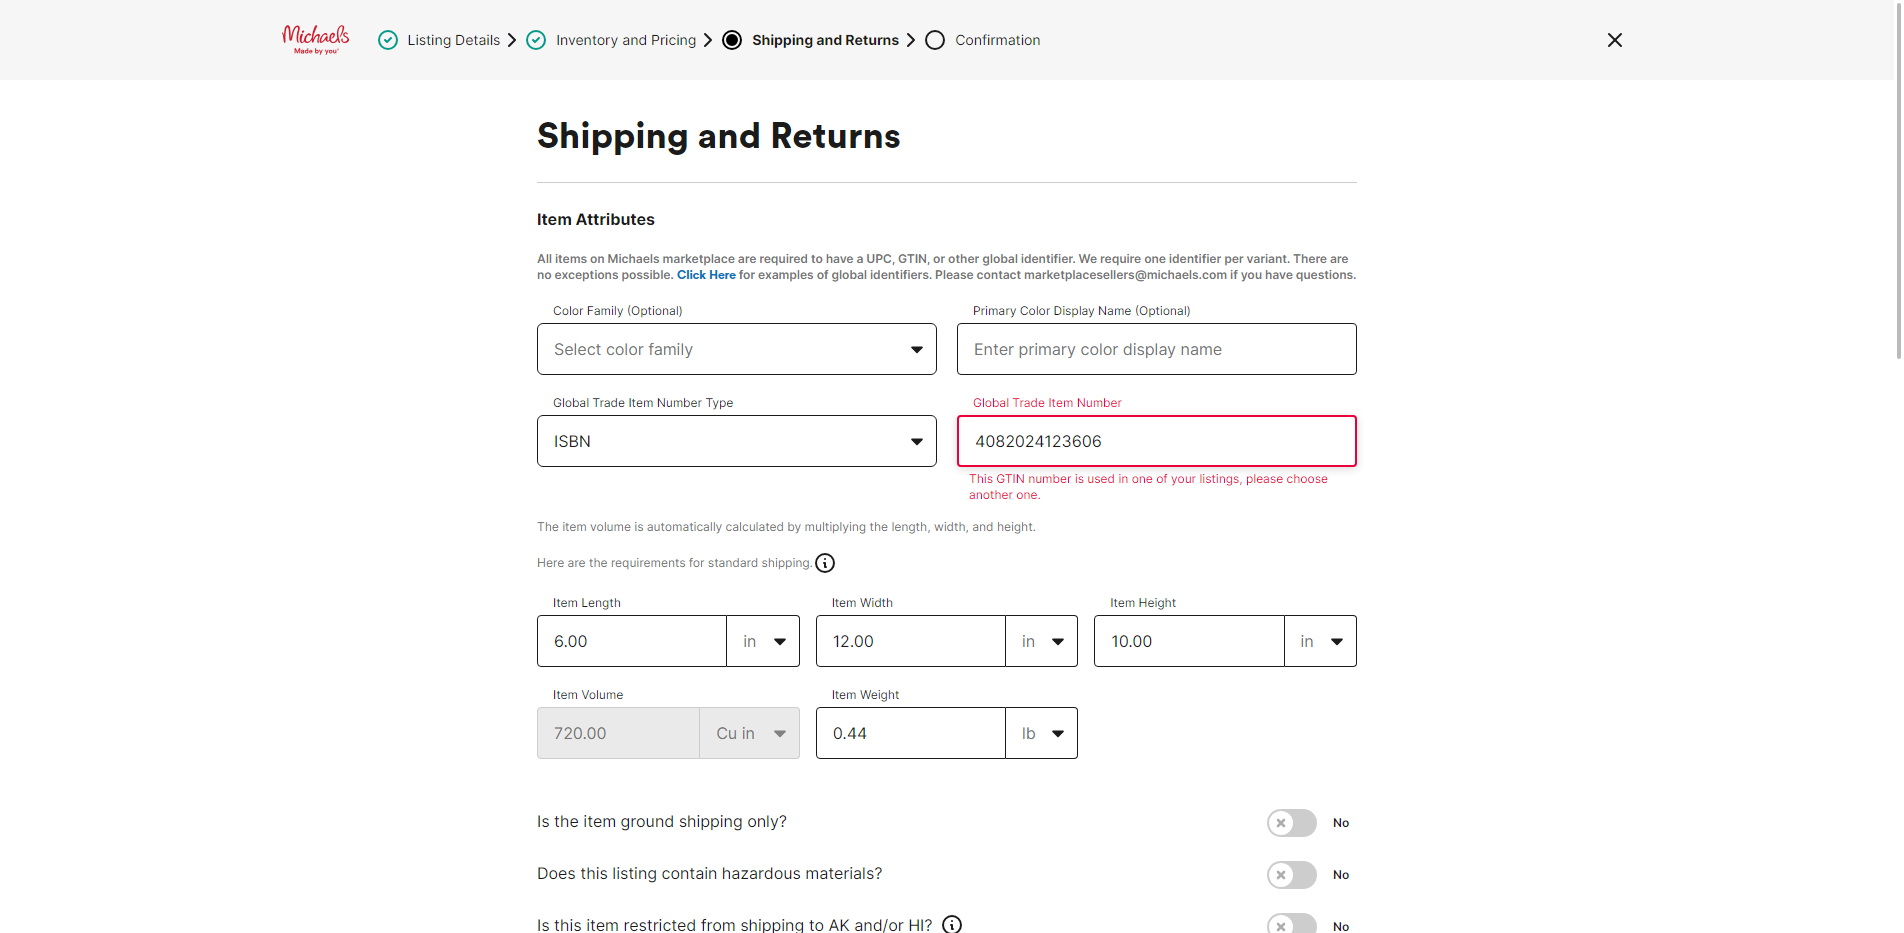 Michaels
Made by you
Listing Details
Inventory and Pricing
Shipping and Returns
Confirmation
Shipping and Returns
Item Attributes
All items on Michaels marketplace are required to have a UPC, GTIN, or other global identifier. We require one identifier per variant. There are
no exceptions possible. Click Here for examples of global identifiers. Please contact marketplacesellers@michaels.com if you have questions.
Color Family (Optional)
Primary Color Display Name (Optional)
Select color family
Enter primary color display name
Global Trade Item Number Type
Global Trade Item Number
ISBN
4082024123606
This GTIN number is used in one of your listings, please choose
another one.
The item volume is automatically calculated by multiplying the length, width, and height.
Here are the requirements for standard shipping.
Item Length
Item Width
Item Height
6.00 in
12.00 in
10.00 in
Item Volume
Item Weight
720.00 Cu in
0.44 lb
Is the item ground shipping only?
No
Does this listing contain hazardous materials?
No
Is this item restricted from shipping to AK and/or HI?
No